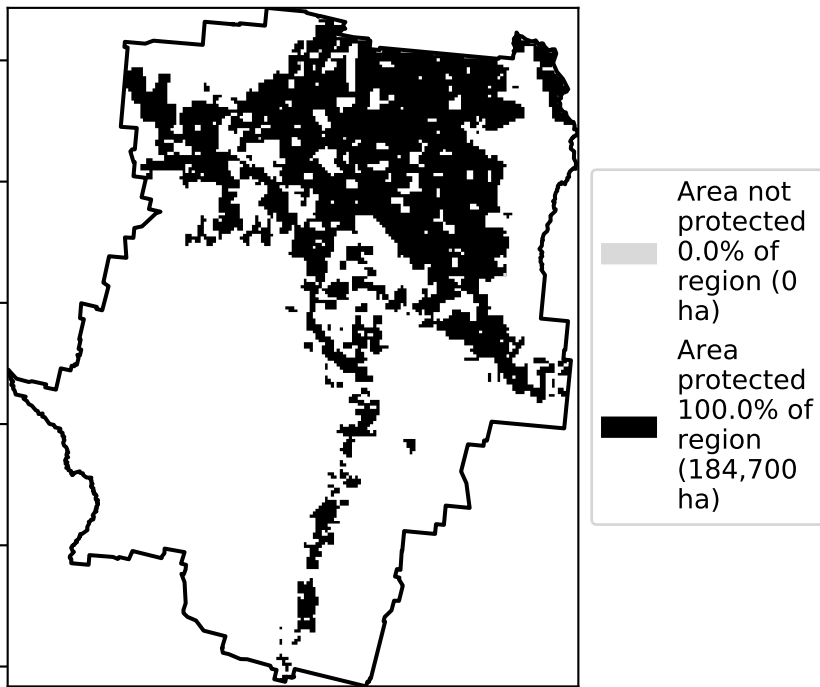 Area not
protected
0.0% of
region (0
ha)
Area
protected
100.0% of
region
(184,700
ha)